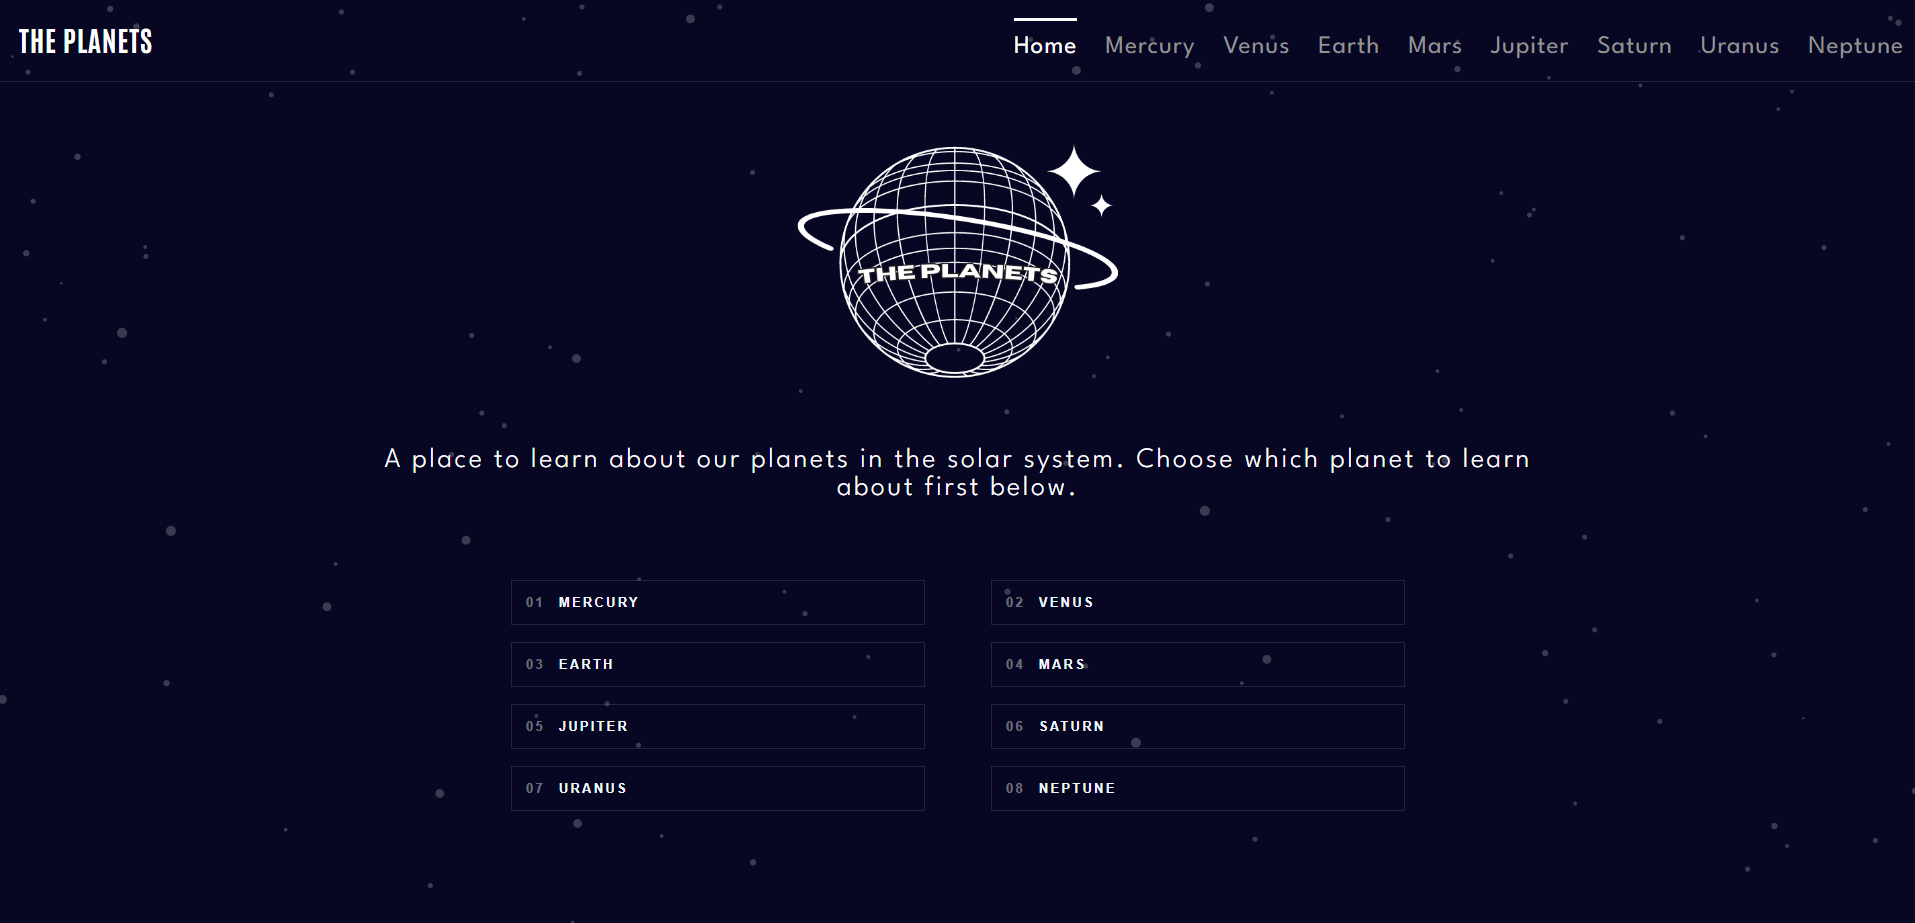 THE PLANETS
Home Mercury Venus Earth Mars Jupiter Saturn Uranus Neptune
THE PLANETS
A place to learn about our planets in the solar system. Choose which planet to learn
about first below.
01 MERCURY
02 VENUS
03 EARTH
04 MARS
05 JUPITER
06 SATURN
07 URANUS
08 NEPTUNE